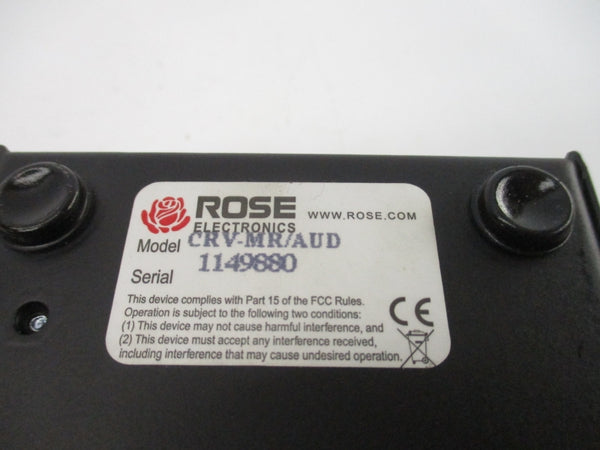 ROSE
ELECTRONICS
WWW.ROSE.COM
Model CRV-MR/AUD
Serial 1149880
This device complies with Part 15 of the FCC Rules.
Operation is subject to the following two conditions:
(1) This device may not cause harmful interference, and
(2) This device must accept any interference received,
including interference that may cause undesired operation.
CE